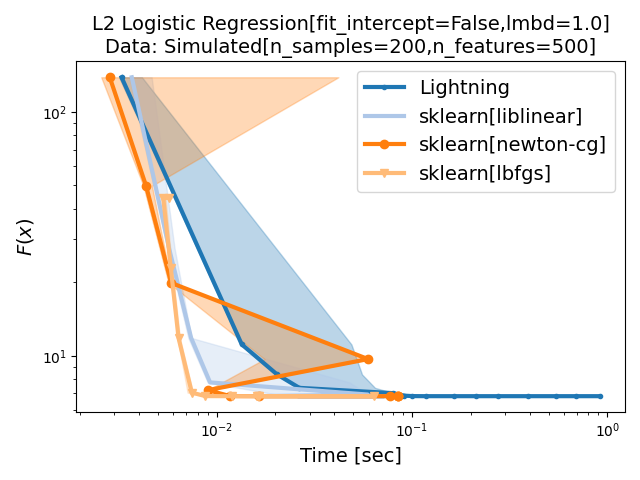 L2 Logistic Regression[fit_intercept=False,lmbd=1.0]
Data: Simulated[n_samples=200,n_features=500]
Lightning
sklearn[liblinear]
sklearn[newton-cg]
sklearn[lbfgs]
F(x)
10²
10¹
10⁻²
10⁻¹
10⁰
Time [sec]